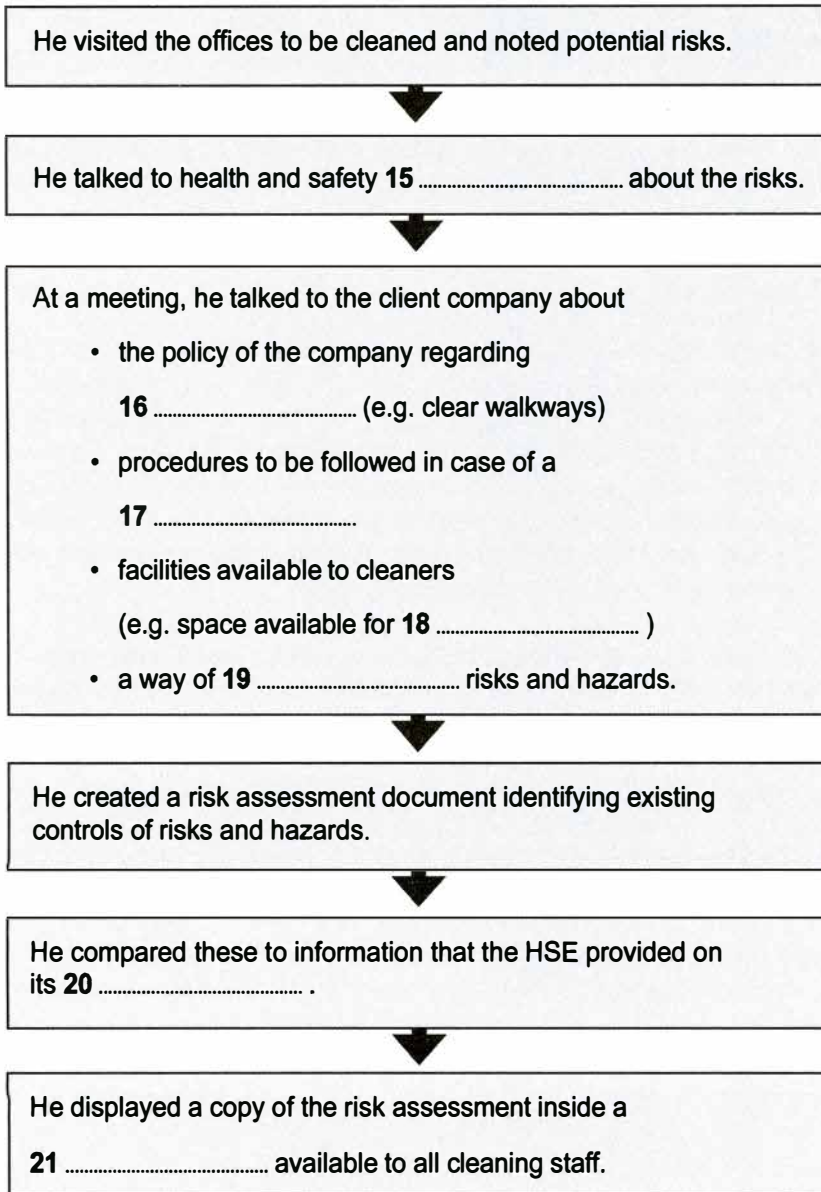 He visited the offices to be cleaned and noted potential risks.
He talked to health and safety 15 ........................................ about the risks.
At a meeting, he talked to the client company about
• the policy of the company regarding
16 ........................................ (e.g. clear walkways)
• procedures to be followed in case of a
17 ........................................
• facilities available to cleaners
(e.g. space available for 18 ........................................ )
• a way of 19 ........................................ risks and hazards.
He created a risk assessment document identifying existing
controls of risks and hazards.
He compared these to information that the HSE provided on
its 20 ........................................ .
He displayed a copy of the risk assessment inside a
21 ........................................ available to all cleaning staff.